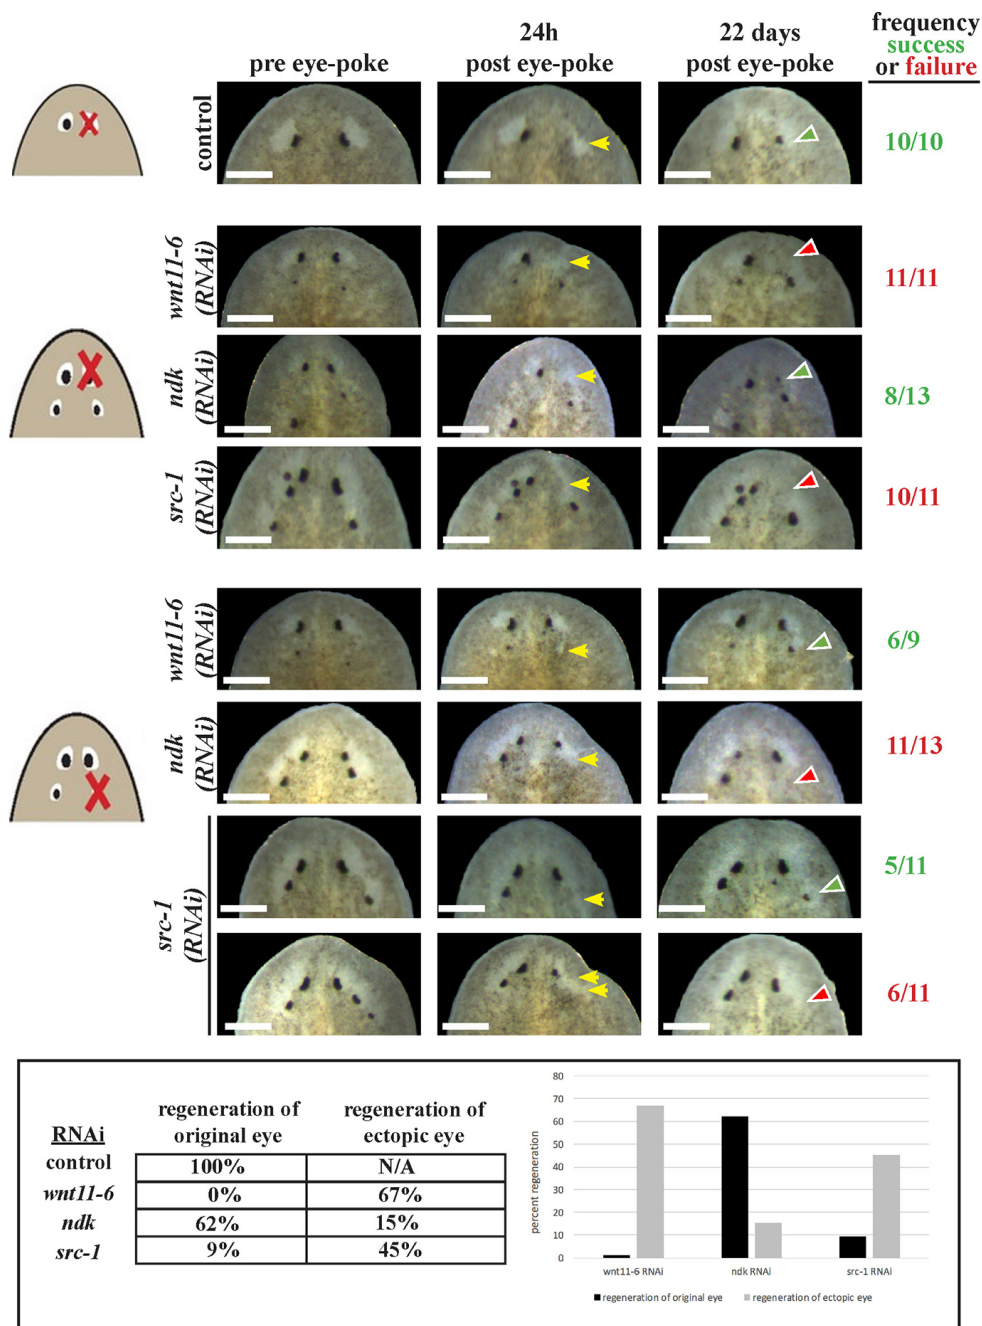 frequency
success
or failure
24h
22 days
pre eye-poke
post eye-poke
post eye-poke
control
10/10
wnt11-6
(RNAi)
11/11
ndk
(RNAi)
8/13
src-1
(RNAi)
10/11
wnt11-6
(RNAi)
6/9
ndk
(RNAi)
11/13
src-1
(RNAi)
5/11
6/11
RNAi
regeneration of
original eye
regeneration of
ectopic eye
control 100% N/A
wnt11-6 0% 67%
ndk 62% 15%
src-1 9% 45%
percent regeneration
80
70
60
50
40
30
20
10
0
wnt11-6 RNAi
ndk RNAi
src-1 RNAi
regeneration of original eye
regeneration of ectopic eye